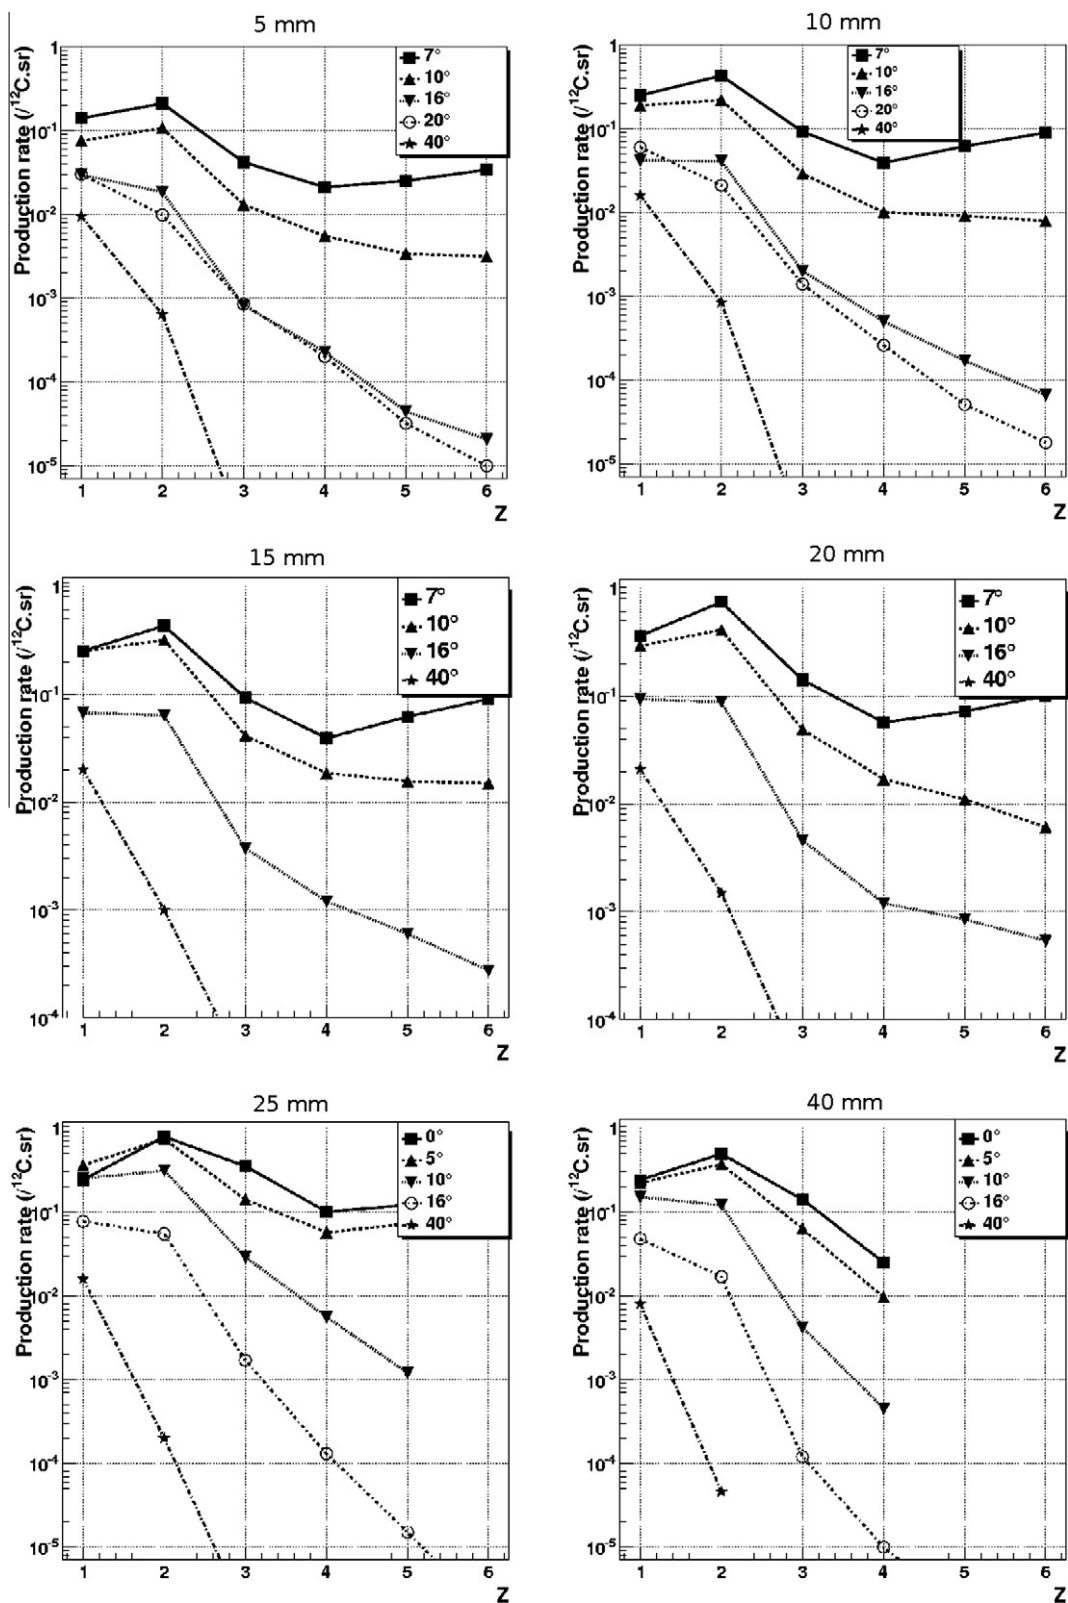 5 mm
Production rate (/¹²C.sr)
1
10⁻¹
10⁻²
10⁻³
10⁻⁴
10⁻⁵
7°
10°
16°
20°
40°
1 2 3 4 5 6
Z
10 mm
Production rate (/¹²C.sr)
1
10⁻¹
10⁻²
10⁻³
10⁻⁴
10⁻⁵
7°
10°
16°
20°
40°
1 2 3 4 5 6
Z
15 mm
Production rate (/¹²C.sr)
1
10⁻¹
10⁻²
10⁻³
10⁻⁴
7°
10°
16°
40°
1 2 3 4 5 6
Z
20 mm
Production rate (/¹²C.sr)
1
10⁻¹
10⁻²
10⁻³
10⁻⁴
7°
10°
16°
40°
1 2 3 4 5 6
Z
25 mm
Production rate (/¹²C.sr)
1
10⁻¹
10⁻²
10⁻³
10⁻⁴
10⁻⁵
0°
5°
10°
16°
40°
1 2 3 4 5 6
Z
40 mm
Production rate (/¹²C.sr)
1
10⁻¹
10⁻²
10⁻³
10⁻⁴
10⁻⁵
0°
5°
10°
16°
40°
1 2 3 4 5 6
Z